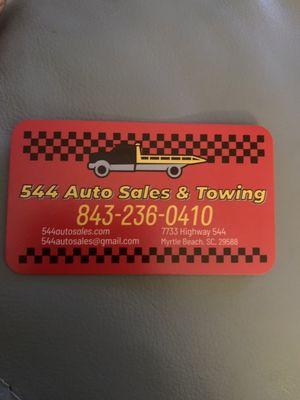 544 Auto Sales & Towing
843-236-0410
544autosales.com
544autosales@gmail.com
7733 Highway 544
Myrtle Beach, SC, 29588